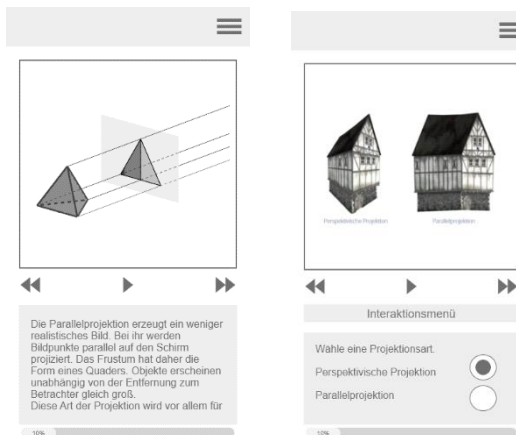 Die Parallelprojektion erzeugt ein weniger
realistisches Bild. Bei ihr werden
Bildpunkte parallel auf den Schirm
projiziert. Das Frustum hat daher die
Form eines Quaders. Objekte erscheinen
unabhängig von der Entfernung zum
Betrachter gleich groß.
Diese Art der Projektion wird vor allem für
10%
Perspektivische Projektion
Parallelprojektion
Interaktionsmenü
Wähle eine Projektionsart.
Perspektivische Projektion
Parallelprojektion
10%